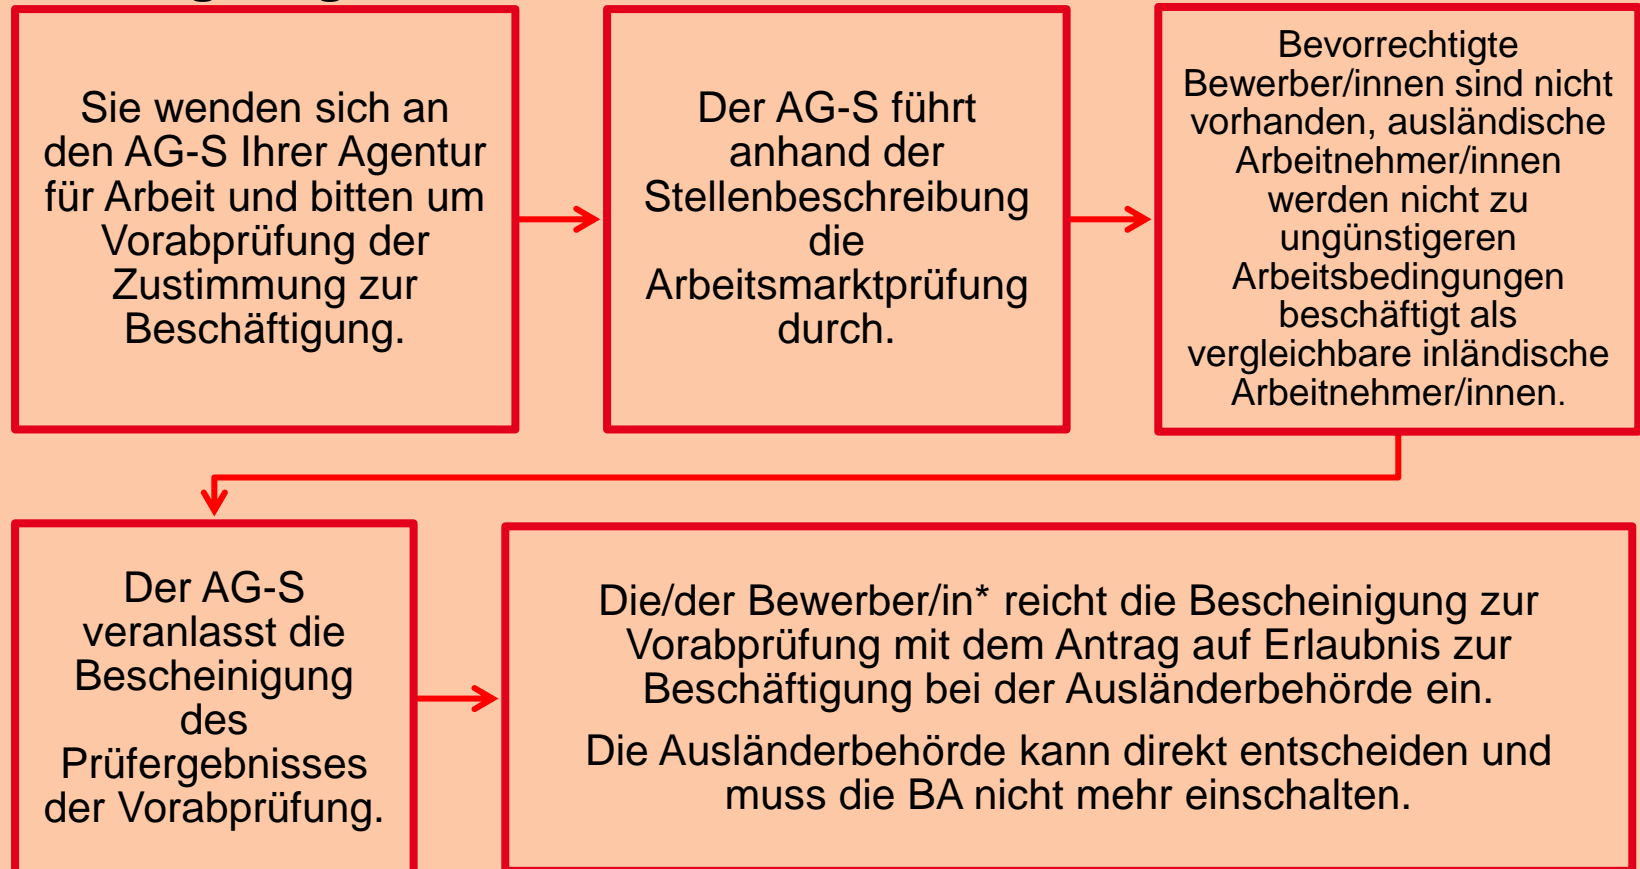 Sie wenden sich an
den AG-S Ihrer Agentur
für Arbeit und bitten um
Vorabprüfung der
Zustimmung zur
Beschäftigung.
Der AG-S führt
anhand der
Stellenbeschreibung
die
Arbeitsmarktprüfung
durch.
Bevorrechtigte
Bewerber/innen sind nicht
vorhanden, ausländische
Arbeitnehmer/innen
werden nicht zu
ungünstigeren
Arbeitsbedingungen
beschäftigt als
vergleichbare inländische
Arbeitnehmer/innen.
Der AG-S
veranlasst die
Bescheinigung
des
Prüfergebnisses
der Vorabprüfung.
Die/der Bewerber/in* reicht die Bescheinigung zur
Vorabprüfung mit dem Antrag auf Erlaubnis zur
Beschäftigung bei der Ausländerbehörde ein.
Die Ausländerbehörde kann direkt entscheiden und
muss die BA nicht mehr einschalten.